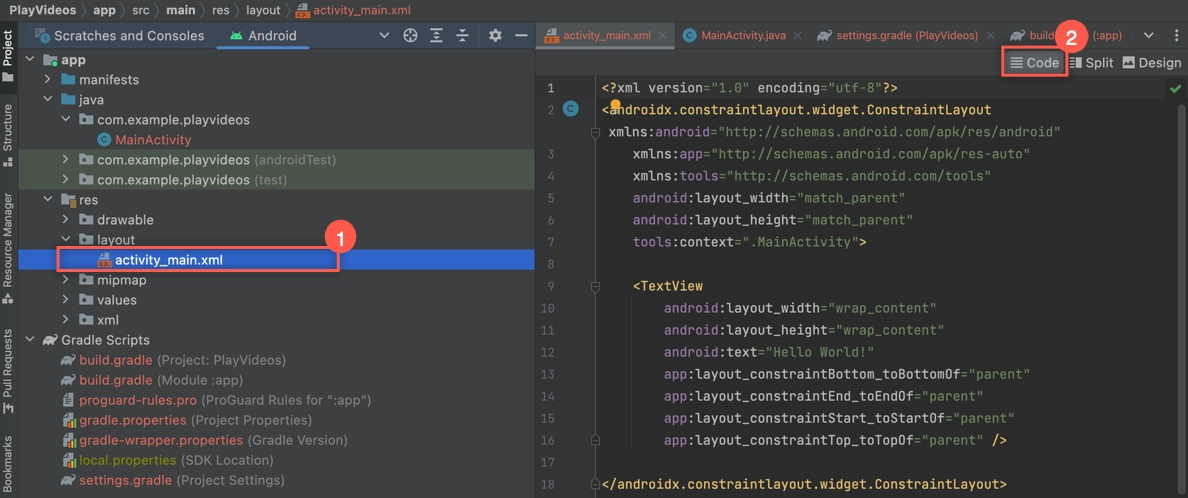 PlayVideos app src main res layout activity_main.xml
Project
Structure
Resource Manager
Pull Requests
Bookmarks
Scratches and Consoles Android
app
manifests
java
com.example.playvideos
MainActivity
com.example.playvideos (androidTest)
com.example.playvideos (test)
res
drawable
layout
1
activity_main.xml
mipmap
values
xml
Gradle Scripts
build.gradle (Project: PlayVideos)
build.gradle (Module :app)
proguard-rules.pro (ProGuard Rules for ":app")
gradle.properties (Project Properties)
gradle-wrapper.properties (Gradle Version)
local.properties (SDK Location)
settings.gradle (Project Settings)
activity_main.xml MainActivity.java settings.gradle (PlayVideos) (:app)
2
Code Split Design
1 <?xml version="1.0" encoding="utf-8"?>
2 <androidx.constraintlayout.widget.ConstraintLayout
xmlns:android="http://schemas.android.com/apk/res/android"
3 xmlns:app="http://schemas.android.com/apk/res-auto"
4 xmlns:tools="http://schemas.android.com/tools"
5 android:layout_width="match_parent"
6 android:layout_height="match_parent"
7 tools:context=".MainActivity">
8
9 <TextView
10 android:layout_width="wrap_content"
11 android:layout_height="wrap_content"
12 android:text="Hello World!"
13 app:layout_constraintBottom_toBottomOf="parent"
14 app:layout_constraintEnd_toEndOf="parent"
15 app:layout_constraintStart_toStartOf="parent"
16 app:layout_constraintTop_toTopOf="parent" />
17
18 </androidx.constraintlayout.widget.ConstraintLayout>